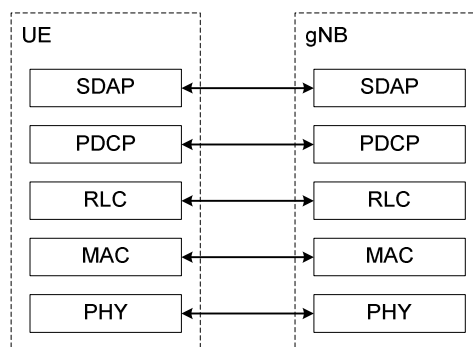 UE gNB
SDAP SDAP
PDCP PDCP
RLC RLC
MAC MAC
PHY PHY